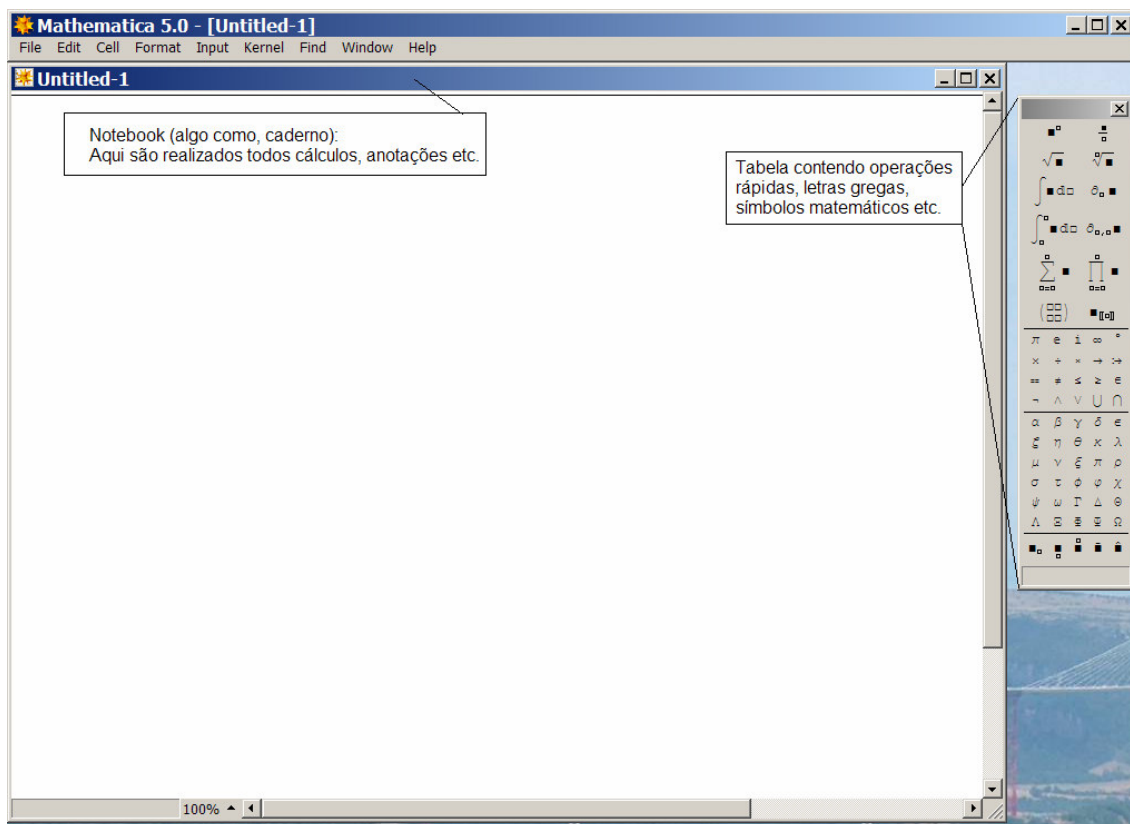 Mathematica 5.0 - [Untitled-1]
File Edit Cell Format Input Kernel Find Window Help
Untitled-1
Notebook (algo como, caderno):
Aqui são realizados todos cálculos, anotações etc.
Tabela contendo operações
rápidas, letras gregas,
símbolos matemáticos etc.
■□ ■/□
√■ □√■
∫■d□ ∂□■
∫□□■d□ ∂□,□■
∑□□=□■ ∏□□=□■
(□□□□) ■[[□]]
π e i ∞ °
× ÷ × → :→
== ≠ ≤ ≥ ∈
¬ ∧ ∨ ∪ ∩
α β γ δ ϵ
ζ η θ κ λ
μ ν ξ π ρ
σ τ ϕ φ χ
ψ ω Γ Δ Θ
Λ Ξ Φ Ψ Ω
100%